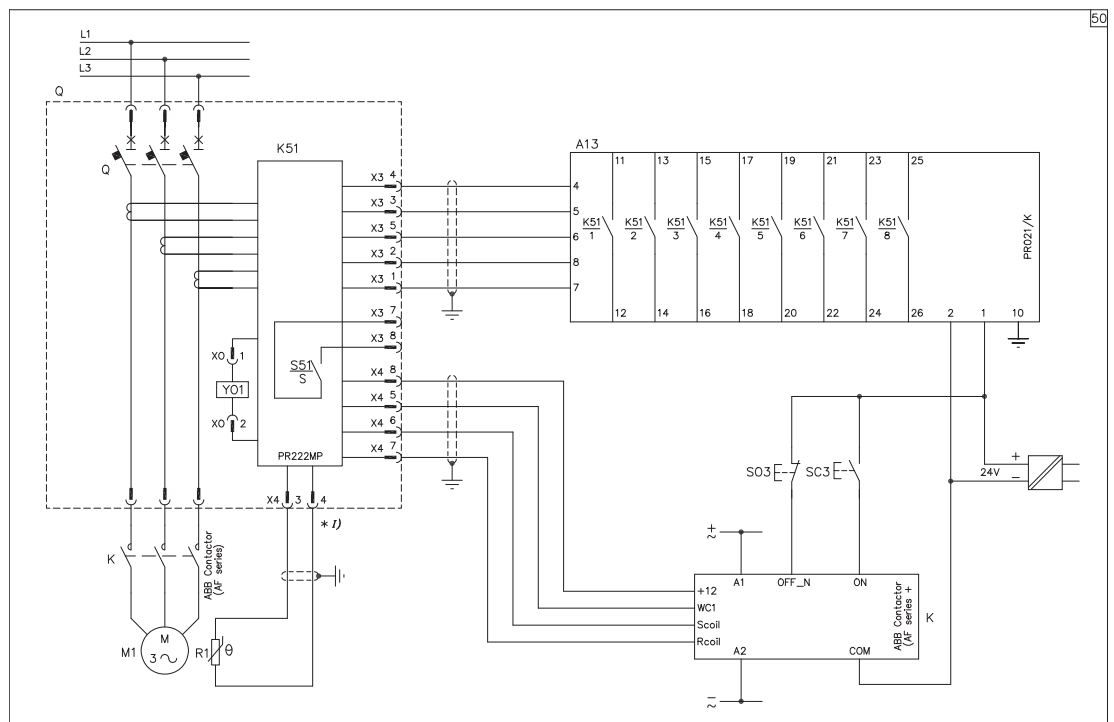 50
L1
L2
L3
Q
Q
K51
A13
X3 4
X3 3
X3 5
X3 2
X3 1
X3 7
X3 8
X4 8
X4 5
X4 6
X4 7
4
5
6
8
7
11 13 15 17 19 21 23 25
K51 K51 K51 K51 K51 K51 K51 K51
1 2 3 4 5 6 7 8
12 14 16 18 20 22 24 26 2 1 10
PR021/K
S51
S
X0 1
Y01
X0 2
PR222MP
X4 3 4
* I)
K
ABB Contactor
(AF series)
M1
M
3
R1 θ
SO3 SC3
24V
+
−
+
~
A1 OFF_N ON
+12
WC1
Scoil
Rcoil
A2 COM
ABB Contactor
(AF series +
K
−
~